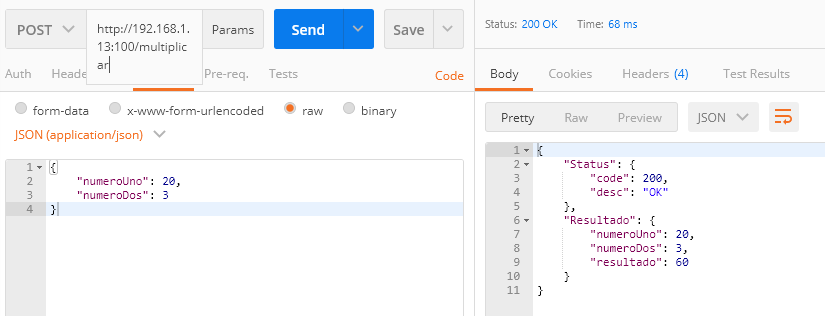 POST
http://192.168.1.
13:100/multiplic
ar
Params
Send
Save
Auth
Heade
Pre-req.
Tests
Code
form-data
x-www-form-urlencoded
raw
binary
JSON (application/json)
1 {
2 "numeroUno": 20,
3 "numeroDos": 3
4 }
Status: 200 OK Time: 68 ms
Body
Cookies
Headers (4)
Test Results
Pretty
Raw
Preview
JSON
1 {
2 "Status": {
3 "code": 200,
4 "desc": "OK"
5 },
6 "Resultado": {
7 "numeroUno": 20,
8 "numeroDos": 3,
9 "resultado": 60
10 }
11 }